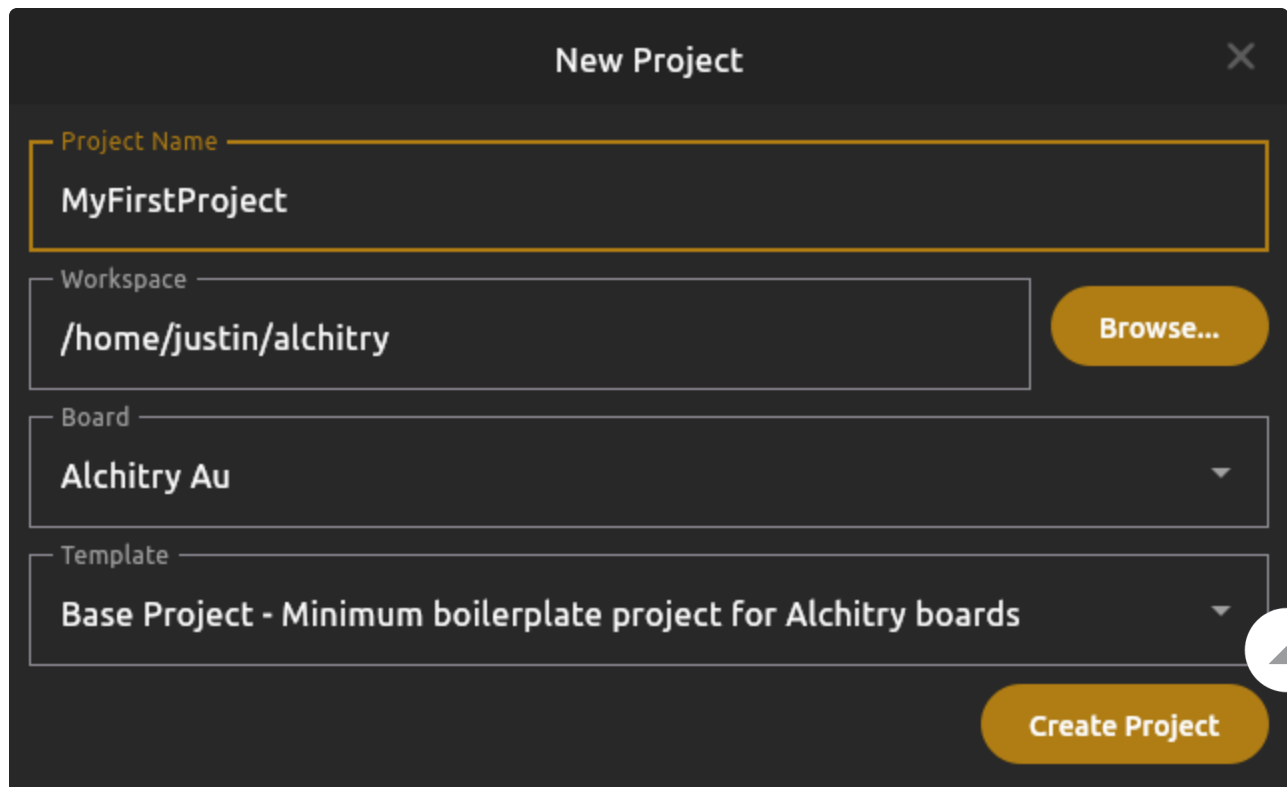 New Project
Project Name
MyFirstProject
Workspace
/home/justin/alchitry
Browse...
Board
Alchitry Au
Template
Base Project - Minimum boilerplate project for Alchitry boards
Create Project